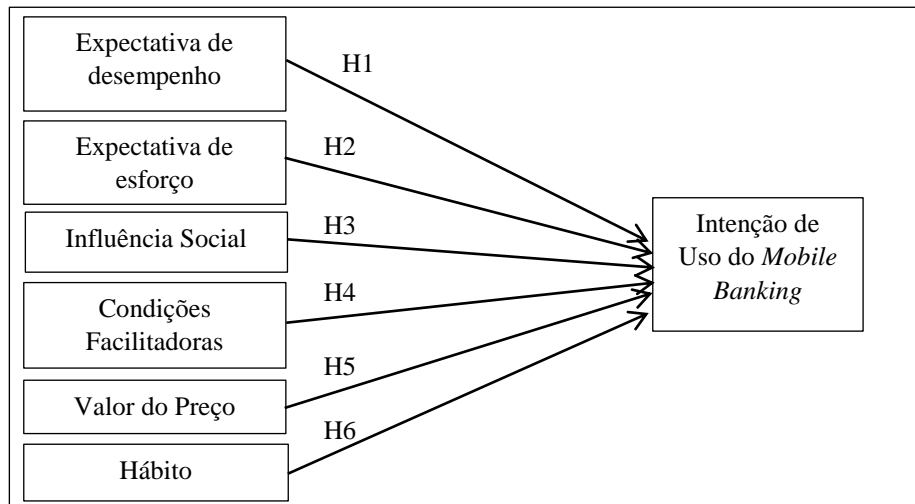 Expectativa de
desempenho
H1
Expectativa de
esforço
H2
Influência Social
H3
Condições
Facilitadoras
H4
Valor do Preço
H5
Hábito
H6
Intenção de
Uso do Mobile
Banking